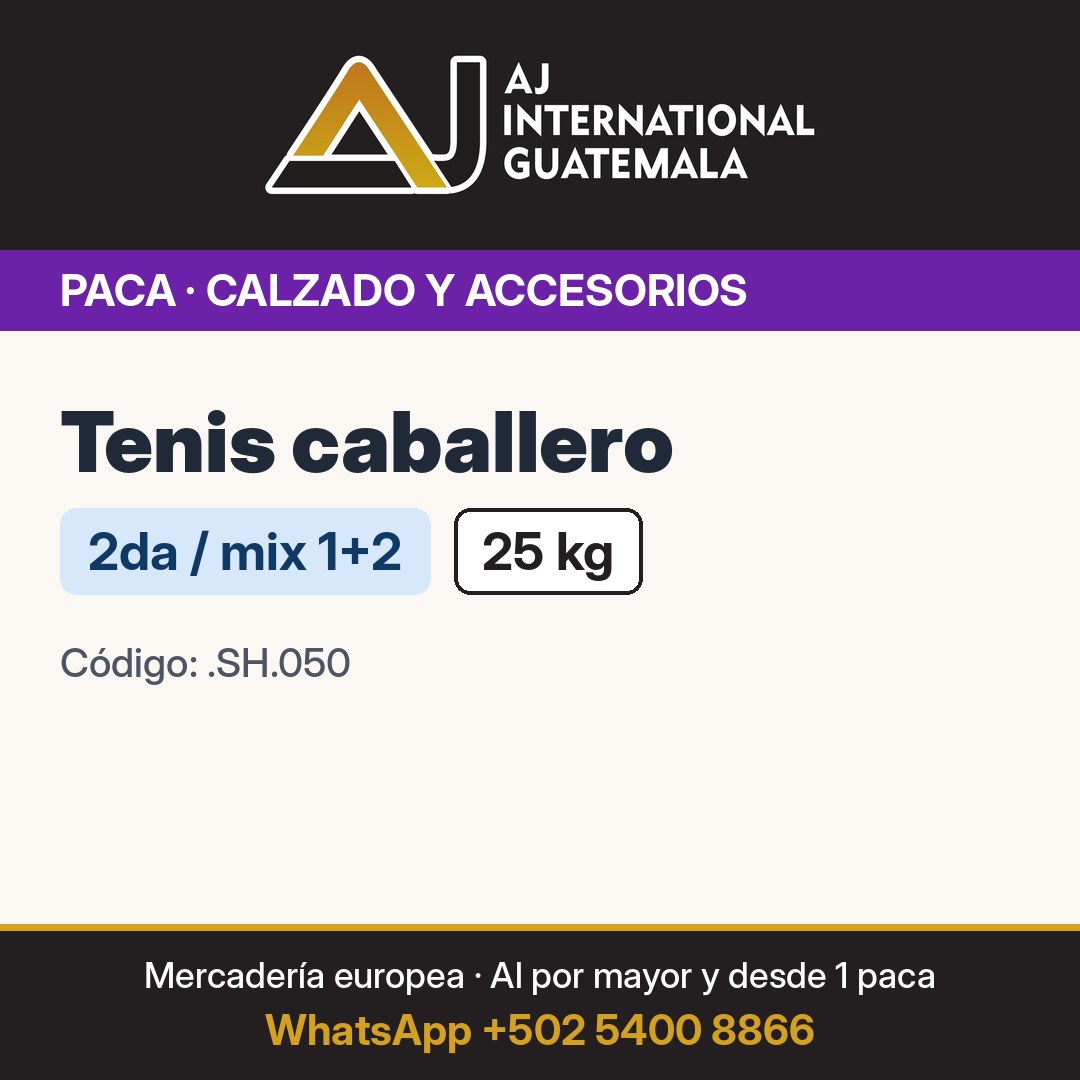 AJ
AJ
INTERNATIONAL
GUATEMALA
PACA · CALZADO Y ACCESORIOS
Tenis caballero
2da / mix 1+2
25 kg
Código: .SH.050
Mercadería europea · Al por mayor y desde 1 paca
WhatsApp +502 5400 8866